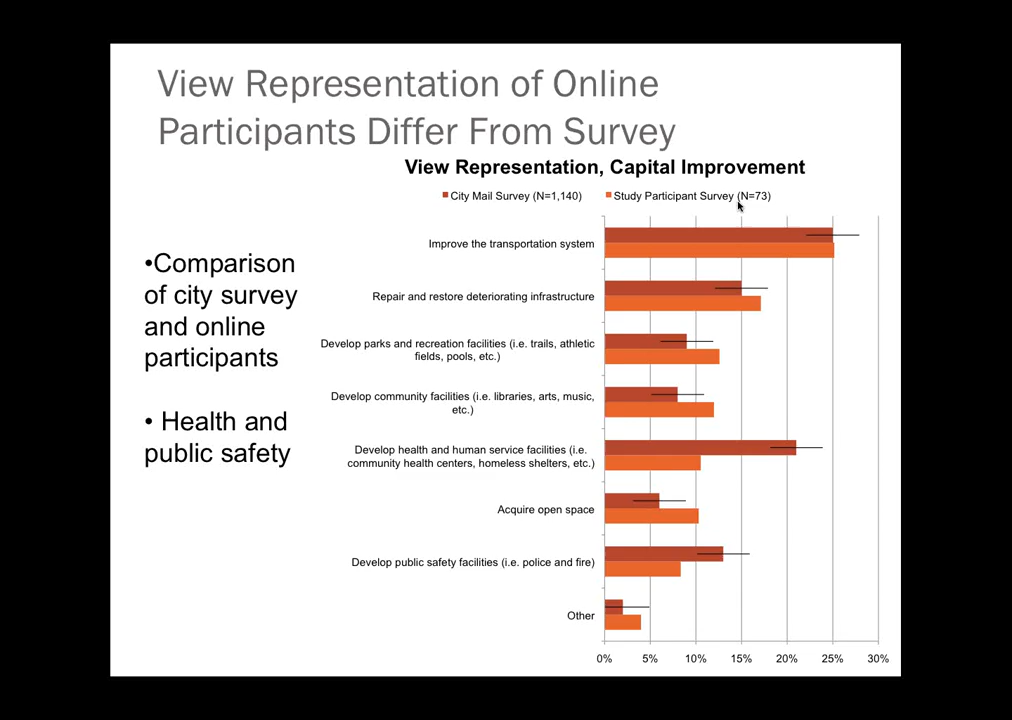 View Representation of Online
Participants Differ From Survey
View Representation, Capital Improvement
City Mail Survey (N=1,140) Study Participant Survey (N=73)
•Comparison
of city survey
and online
participants
• Health and
public safety
Improve the transportation system
Repair and restore deteriorating infrastructure
Develop parks and recreation facilities (i.e. trails, athletic
fields, pools, etc.)
Develop community facilities (i.e. libraries, arts, music,
etc.)
Develop health and human service facilities (i.e.
community health centers, homeless shelters, etc.)
Acquire open space
Develop public safety facilities (i.e. police and fire)
Other
0% 5% 10% 15% 20% 25% 30%